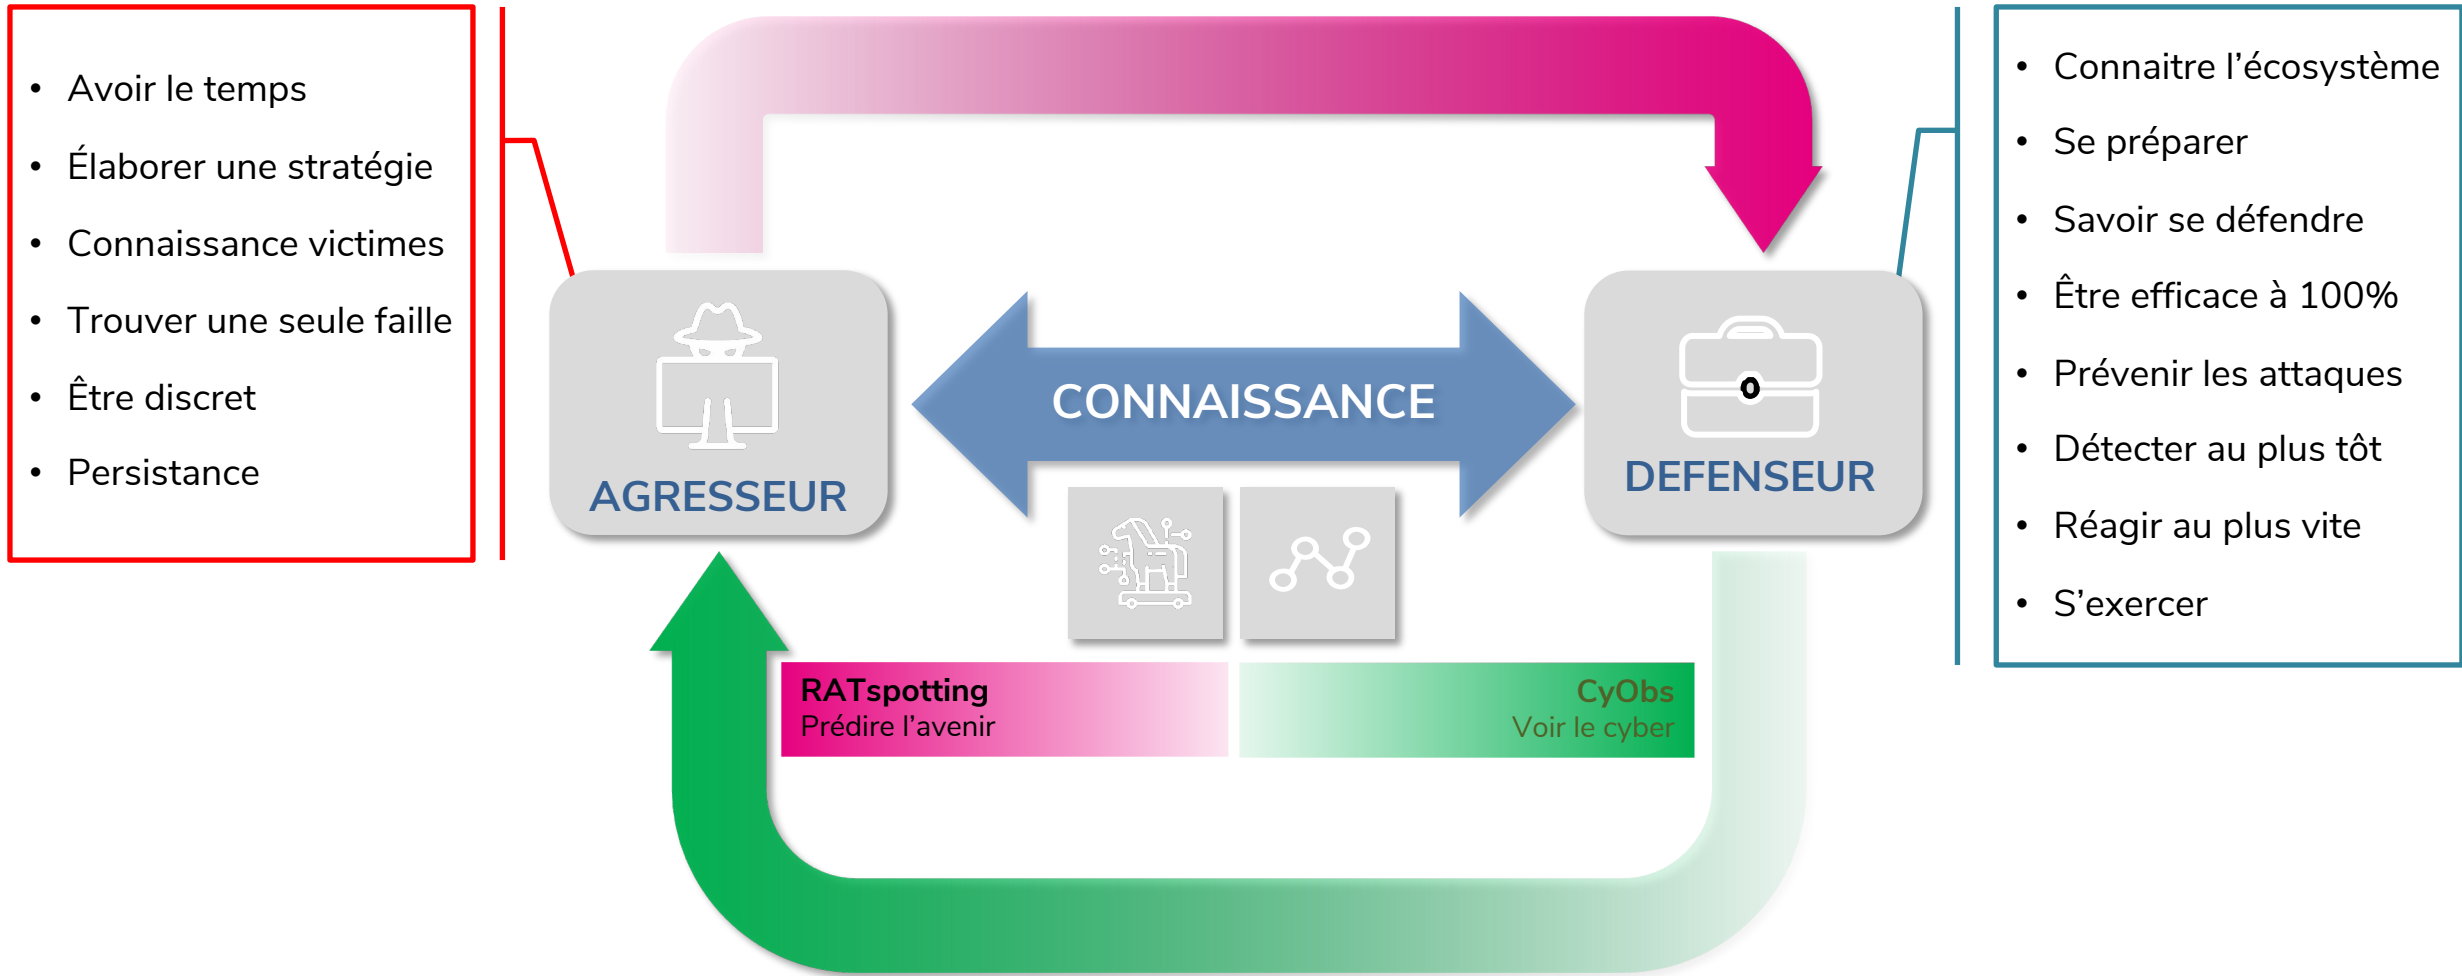 • Avoir le temps
• Élaborer une stratégie
• Connaissance victimes
• Trouver une seule faille
• Être discret
• Persistance
AGRESSEUR
CONNAISSANCE
DEFENSEUR
RATspotting
Prédire l’avenir
CyObs
Voir le cyber
• Connaitre l’écosystème
• Se préparer
• Savoir se défendre
• Être efficace à 100%
• Prévenir les attaques
• Détecter au plus tôt
• Réagir au plus vite
• S’exercer